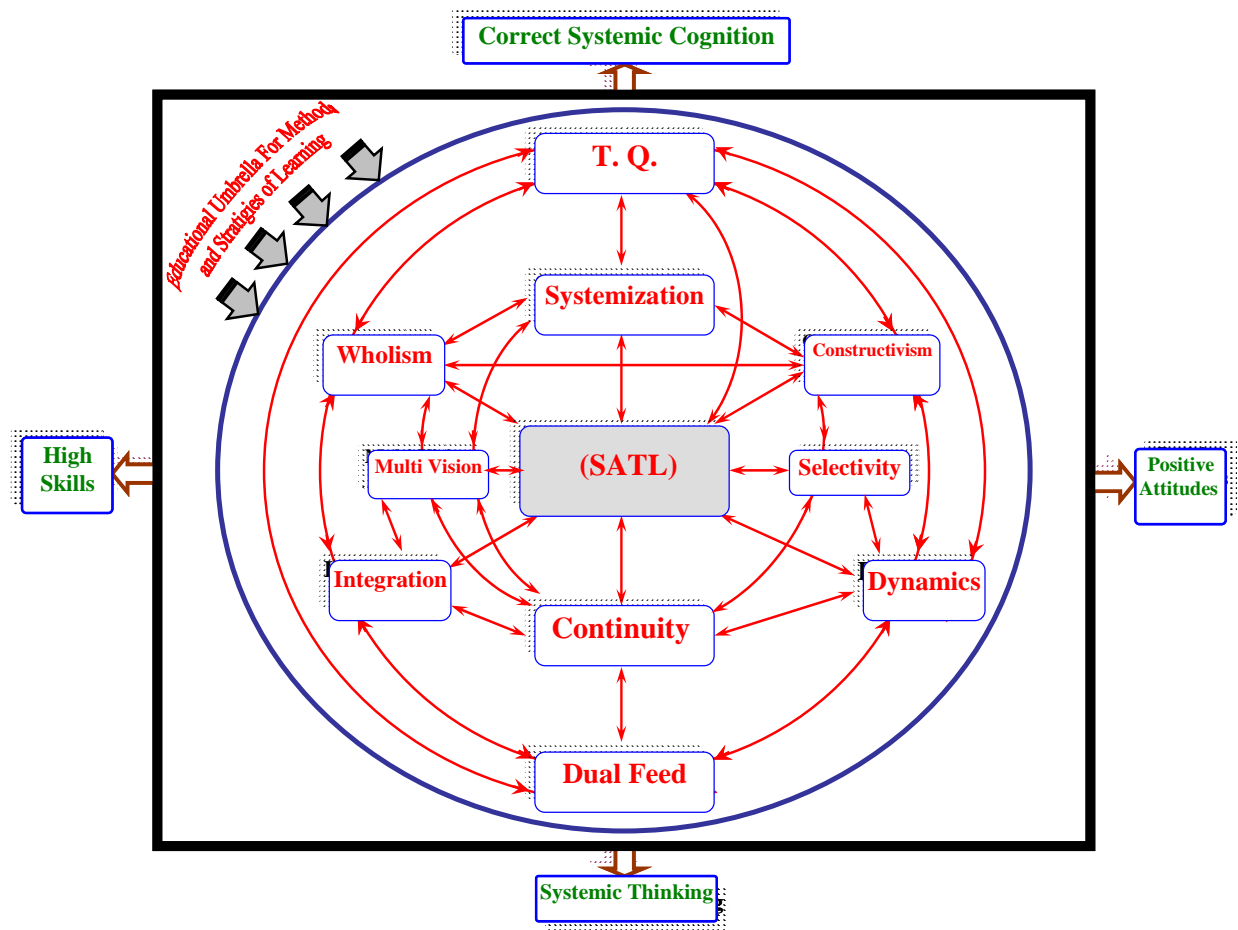 Correct Systemic Cognition
Educational Umbrella For Method,
and Stratigies of Learning
T. Q.
Systemization
Wholism
Constructivism
High
Skills
Multi Vision
(SATL)
Selectivity
Positive
Attitudes
Integration
Dynamics
Continuity
Dual Feed
Systemic Thinking